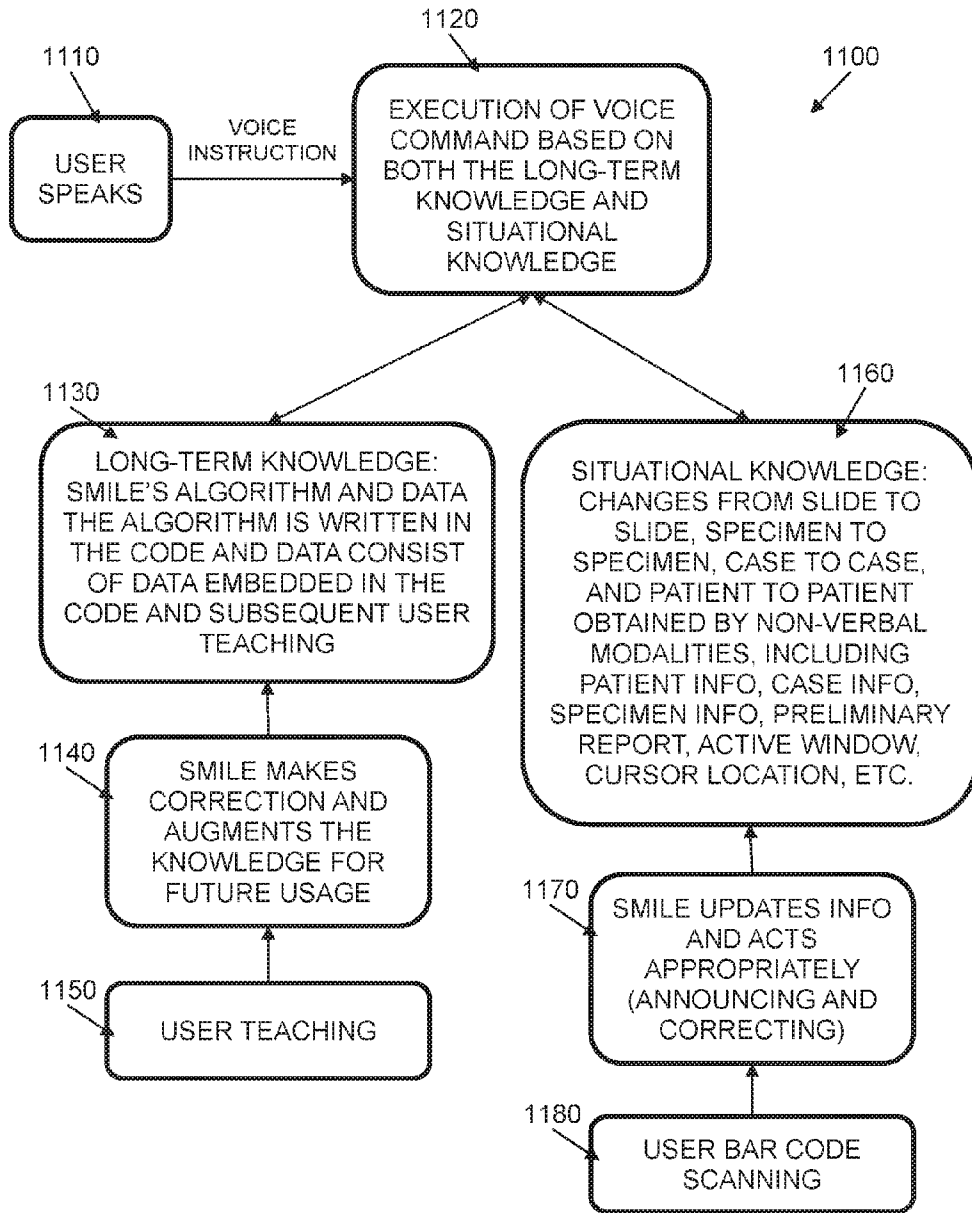 1110
1120
1100
USER
SPEAKS
VOICE
INSTRUCTION
EXECUTION OF VOICE
COMMAND BASED ON
BOTH THE LONG-TERM
KNOWLEDGE AND
SITUATIONAL
KNOWLEDGE
1130
LONG-TERM KNOWLEDGE:
SMILE'S ALGORITHM AND DATA
THE ALGORITHM IS WRITTEN IN
THE CODE AND DATA CONSIST
OF DATA EMBEDDED IN THE
CODE AND SUBSEQUENT USER
TEACHING
1160
SITUATIONAL KNOWLEDGE:
CHANGES FROM SLIDE TO
SLIDE, SPECIMEN TO
SPECIMEN, CASE TO CASE,
AND PATIENT TO PATIENT
OBTAINED BY NON-VERBAL
MODALITIES, INCLUDING
PATIENT INFO, CASE INFO,
SPECIMEN INFO, PRELIMINARY
REPORT, ACTIVE WINDOW,
CURSOR LOCATION, ETC.
1140
SMILE MAKES
CORRECTION AND
AUGMENTS THE
KNOWLEDGE FOR
FUTURE USAGE
1150
USER TEACHING
1170
SMILE UPDATES INFO
AND ACTS
APPROPRIATELY
(ANNOUNCING AND
CORRECTING)
1180
USER BAR CODE
SCANNING